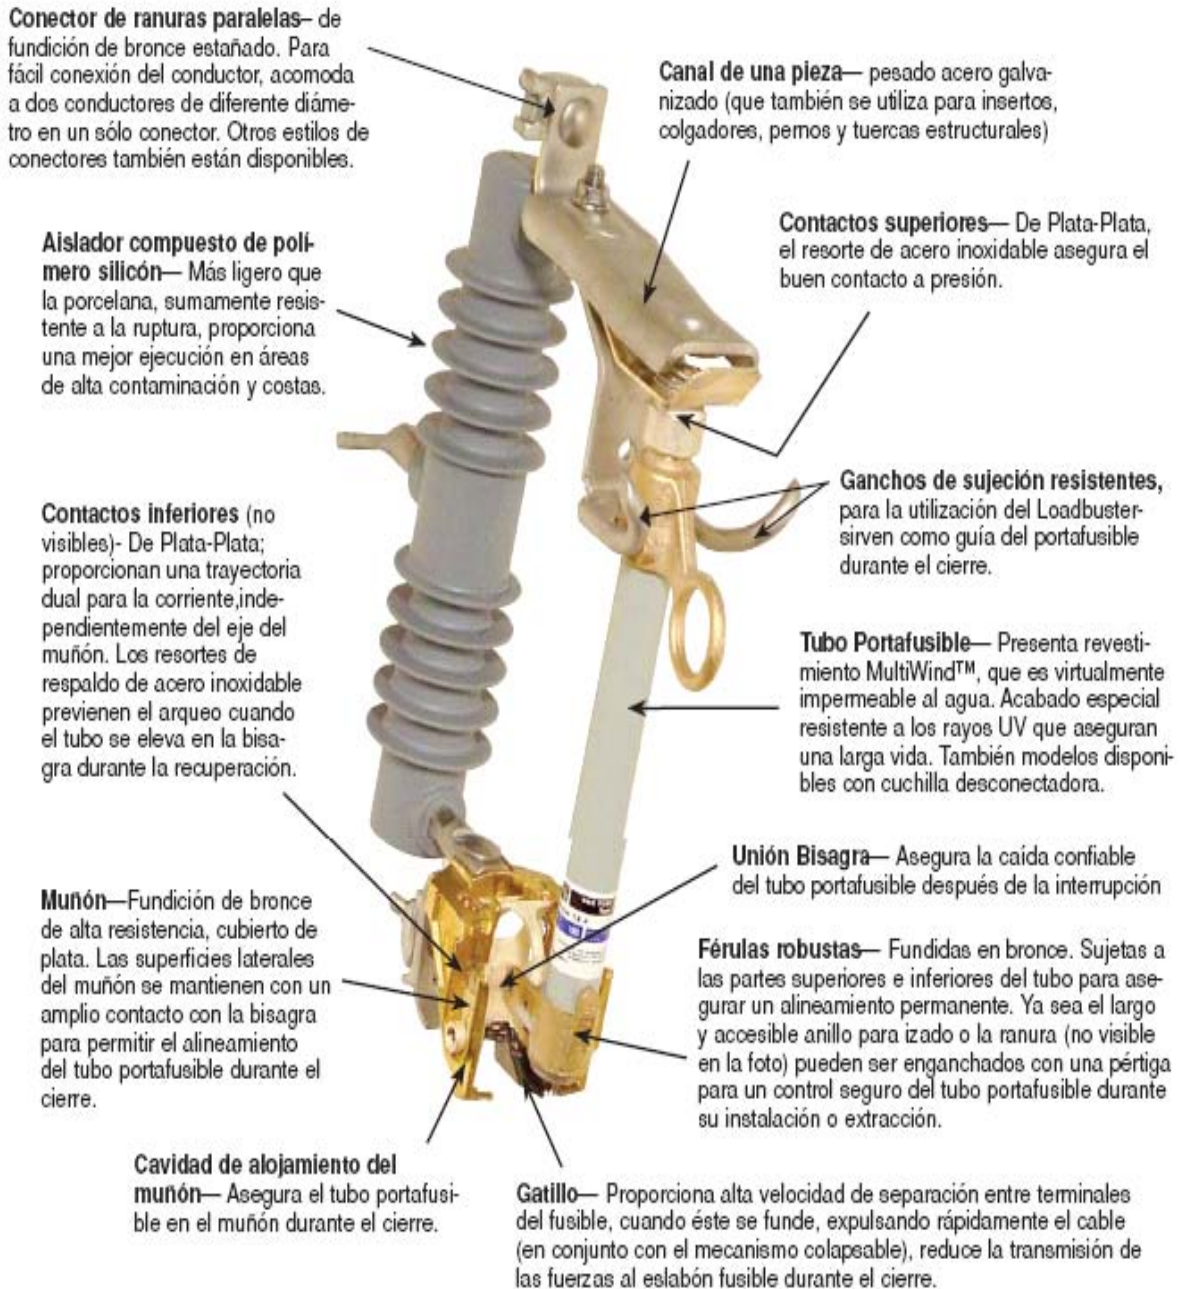 Conector de ranuras paralelas– de
fundición de bronce estañado. Para
fácil conexión del conductor, acomoda
a dos conductores de diferente diáme-
tro en un sólo conector. Otros estilos de
conectores también están disponibles.
Canal de una pieza— pesado acero galva-
nizado (que también se utiliza para insertos,
colgadores, pernos y tuercas estructurales)
Contactos superiores— De Plata-Plata,
el resorte de acero inoxidable asegura el
buen contacto a presión.
Aislador compuesto de polí-
mero silicón— Más ligero que
la porcelana, sumamente resis-
tente a la ruptura, proporciona
una mejor ejecución en áreas
de alta contaminación y costas.
Ganchos de sujeción resistentes,
para la utilización del Loadbuster-
sirven como guía del portafusible
durante el cierre.
Contactos inferiores (no
visibles)- De Plata-Plata;
proporcionan una trayectoria
dual para la corriente,inde-
pendientemente del eje del
muñón. Los resortes de
respaldo de acero inoxidable
previenen el arqueo cuando
el tubo se eleva en la bisa-
gra durante la recuperación.
Tubo Portafusible— Presenta revesti-
miento MultiWind™, que es virtualmente
impermeable al agua. Acabado especial
resistente a los rayos UV que aseguran
una larga vida. También modelos disponi-
bles con cuchilla desconectadora.
Unión Bisagra— Asegura la caída confiable
del tubo portafusible después de la interrupción
Muñón—Fundición de bronce
de alta resistencia, cubierto de
plata. Las superficies laterales
del muñón se mantienen con un
amplio contacto con la bisagra
para permitir el alineamiento
del tubo portafusible durante el
cierre.
Férulas robustas— Fundidas en bronce. Sujetas a
las partes superiores e inferiores del tubo para ase-
gurar un alineamiento permanente. Ya sea el largo
y accesible anillo para izado o la ranura (no visible
en la foto) pueden ser enganchados con una pértiga
para un control seguro del tubo portafusible durante
su instalación o extracción.
Cavidad de alojamiento del
muñón— Asegura el tubo portafusi-
ble en el muñón durante el cierre.
Gatillo— Proporciona alta velocidad de separación entre terminales
del fusible, cuando éste se funde, expulsando rápidamente el cable
(en conjunto con el mecanismo colapsable), reduce la transmisión de
las fuerzas al eslabón fusible durante el cierre.